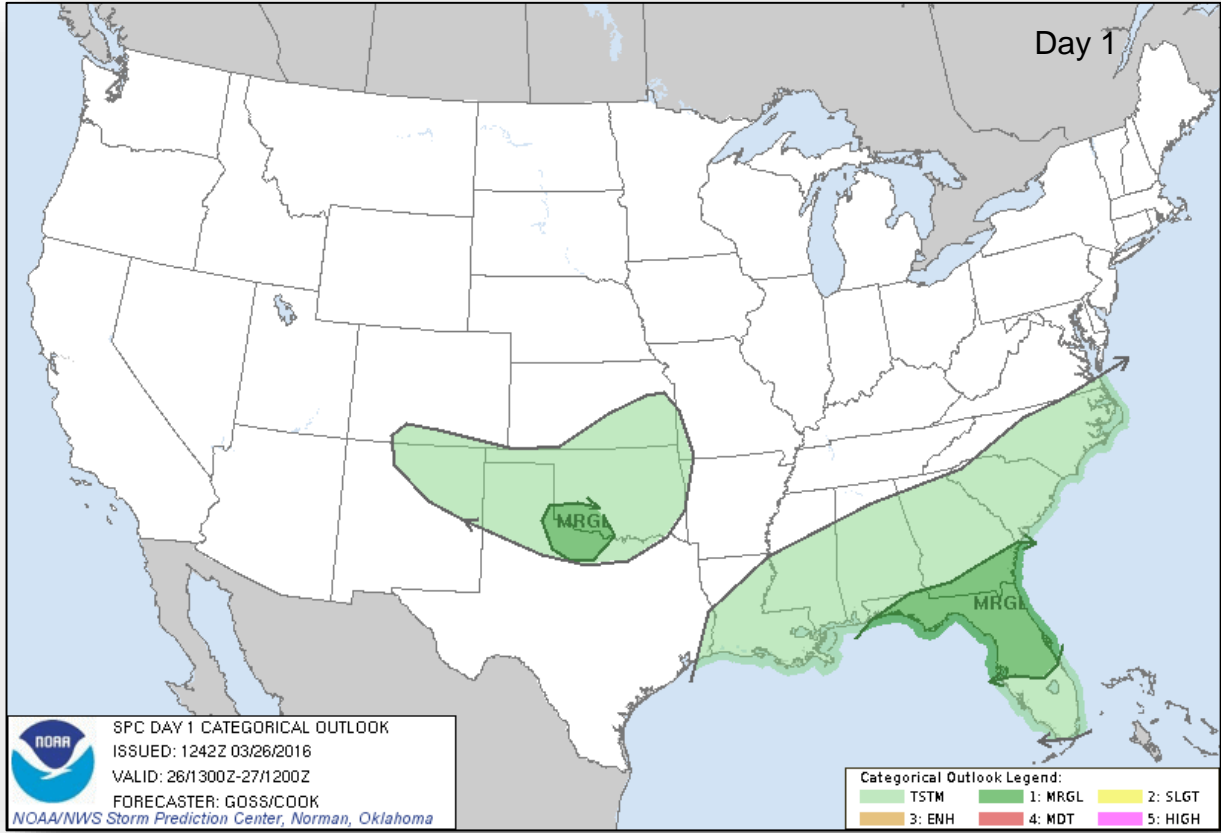 Day 1
MRGL
MRGL
NOAA
SPC DAY 1 CATEGORICAL OUTLOOK
ISSUED: 1242Z 03/26/2016
VALID: 26/1300Z-27/1200Z
FORECASTER: GOSS/COOK
NOAA/NWS Storm Prediction Center, Norman, Oklahoma
Categorical Outlook Legend:
TSTM 1: MRGL 2: SLGT
3: ENH 4: MDT 5: HIGH